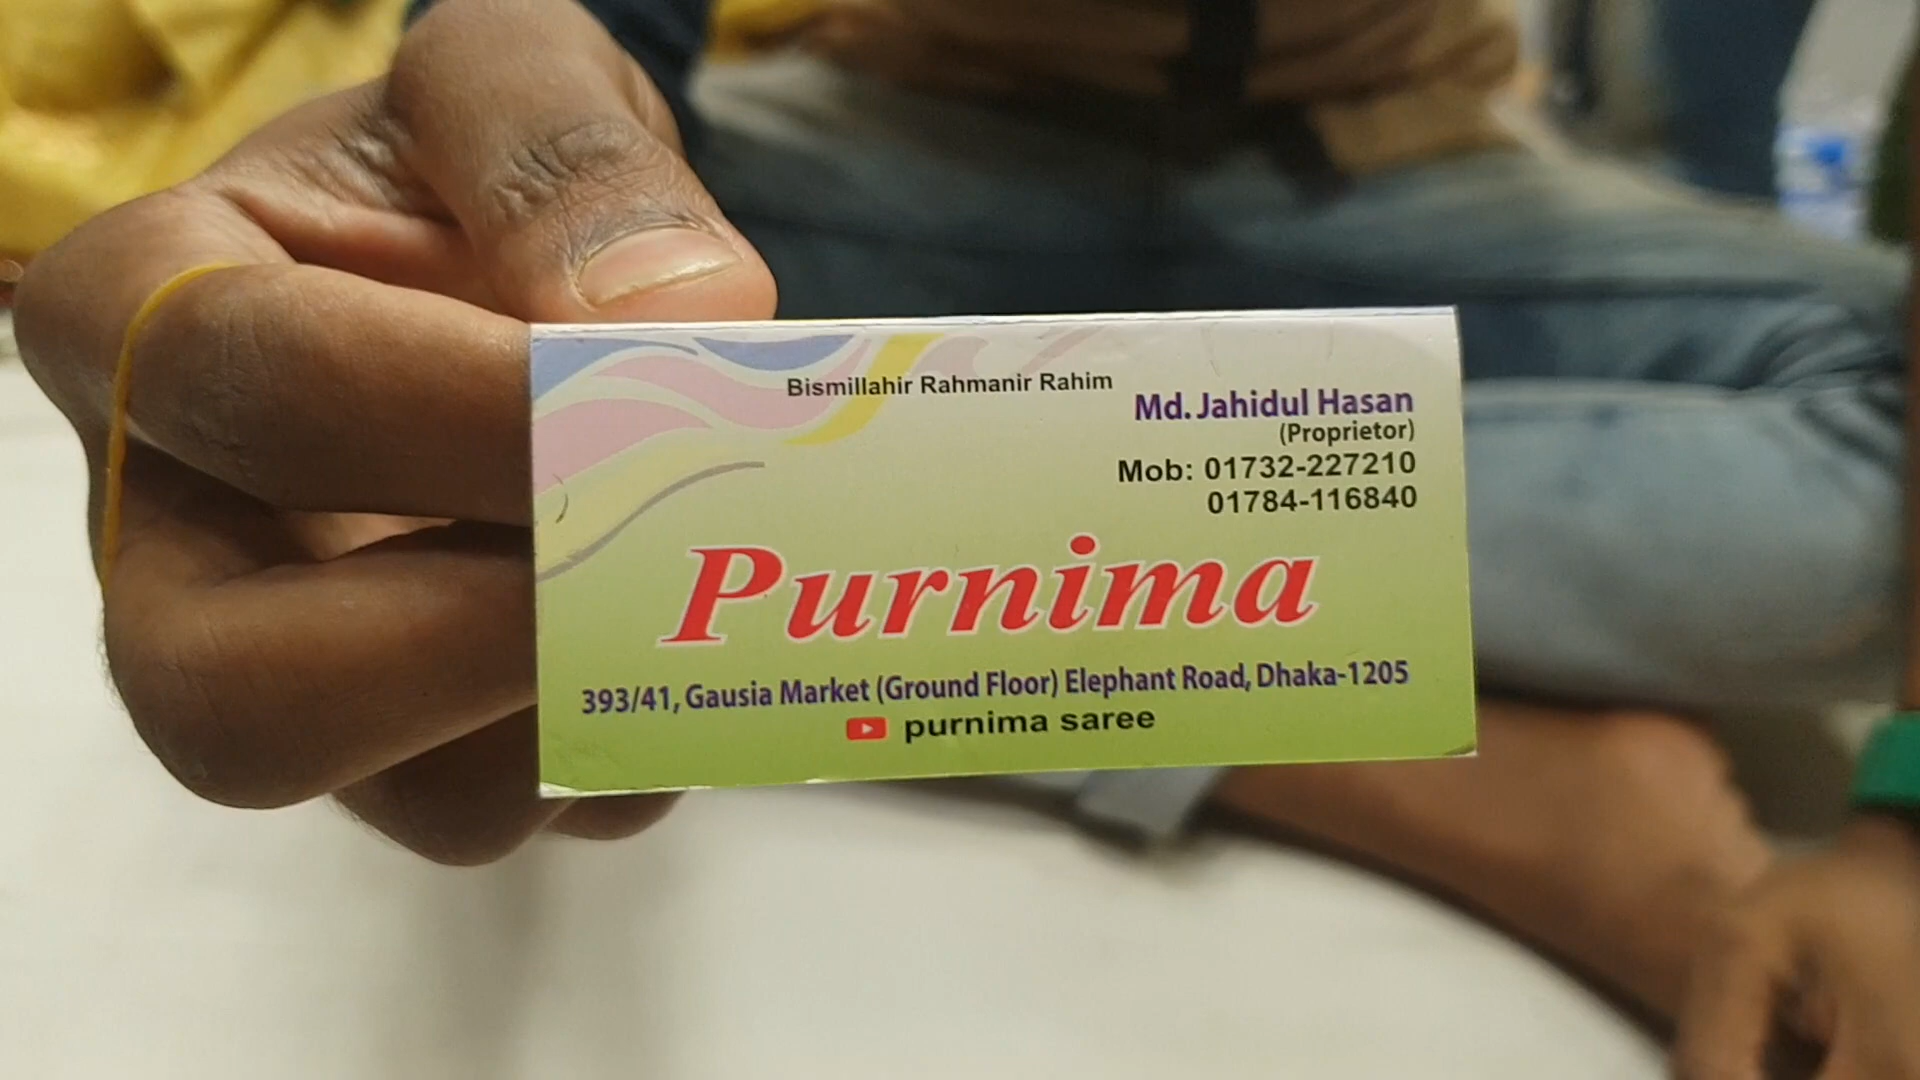 Bismillahir Rahmanir Rahim
Md. Jahidul Hasan
(Proprietor)
Mob: 01732-227210
01784-116840
Purnima
393/41, Gausia Market (Ground Floor) Elephant Road, Dhaka-1205
purnima saree